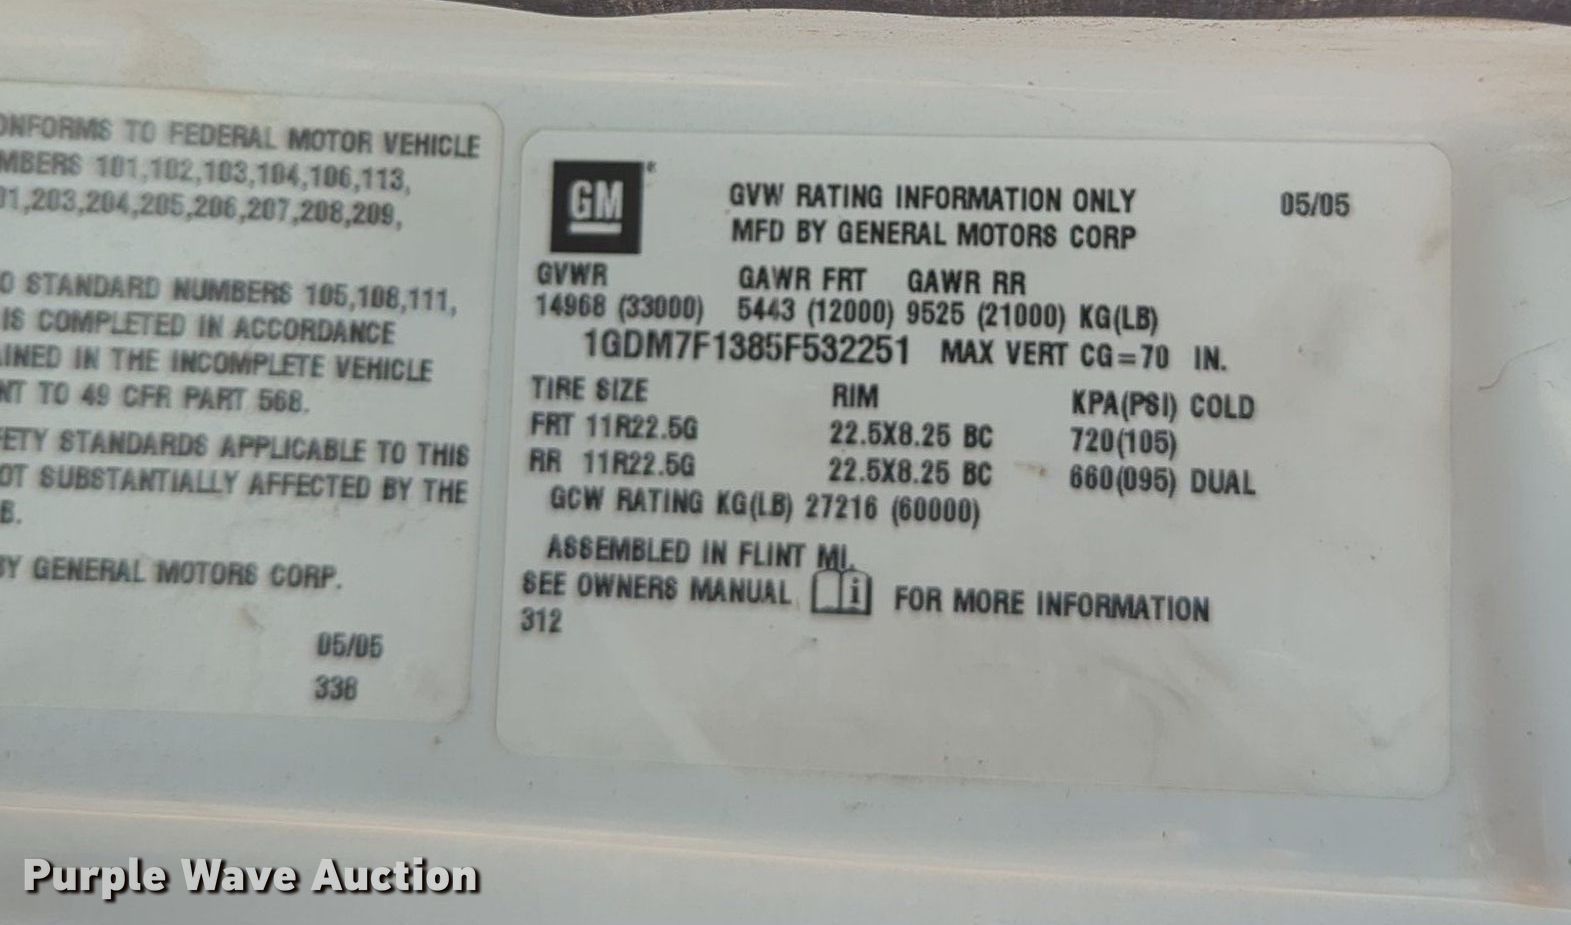 ONFORMS TO FEDERAL MOTOR VEHICLE
MBERS 101,102,103,104,106,113,
01,203,204,205,206,207,208,209,
O STANDARD NUMBERS 105,108,111,
IS COMPLETED IN ACCORDANCE
AINED IN THE INCOMPLETE VEHICLE
NT TO 49 CFR PART 568.
FETY STANDARDS APPLICABLE TO THIS
OT SUBSTANTIALLY AFFECTED BY THE
B.
BY GENERAL MOTORS CORP.
05/05
338
GM®
GVW RATING INFORMATION ONLY 05/05
MFD BY GENERAL MOTORS CORP
GVWR GAWR FRT GAWR RR
14968 (33000) 5443 (12000) 9525 (21000) KG(LB)
1GDM7F1385F532251 MAX VERT CG=70 IN.
TIRE SIZE RIM KPA(PSI) COLD
FRT 11R22.5G 22.5X8.25 BC 720(105)
RR 11R22.5G 22.5X8.25 BC 660(095) DUAL
GCW RATING KG(LB) 27216 (60000)
ASSEMBLED IN FLINT MI.
SEE OWNERS MANUAL i FOR MORE INFORMATION
312
Purple Wave Auction